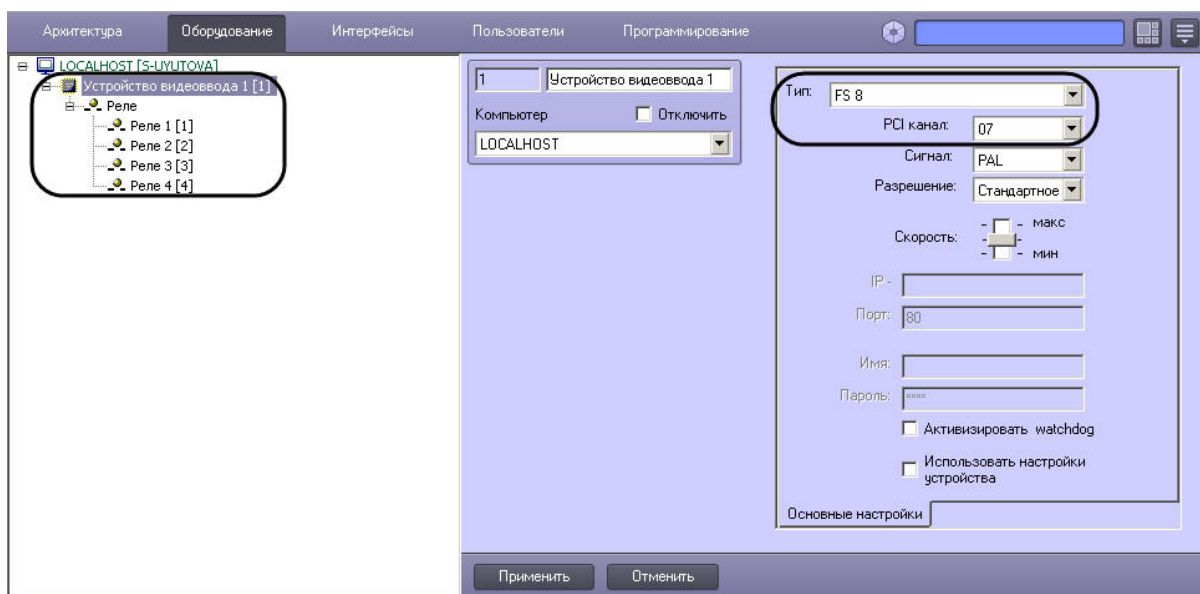 Архитектура Оборудование Интерфейсы Пользователи Программирование
LOCALHOST [S-UYUTOVA]
Устройство видеоввода 1 [1]
Реле
Реле 1 [1]
Реле 2 [2]
Реле 3 [3]
Реле 4 [4]
1 Устройство видеоввода 1
Компьютер Отключить
LOCALHOST
Тип: FS 8
PCI канал: 07
Сигнал: PAL
Разрешение: Стандартное
Скорость: - - макс
- -
- - мин
IP -
Порт: 80
Имя:
Пароль: ××××
Активизировать watchdog
Использовать настройки
устройства
Основные настройки
Применить Отменить